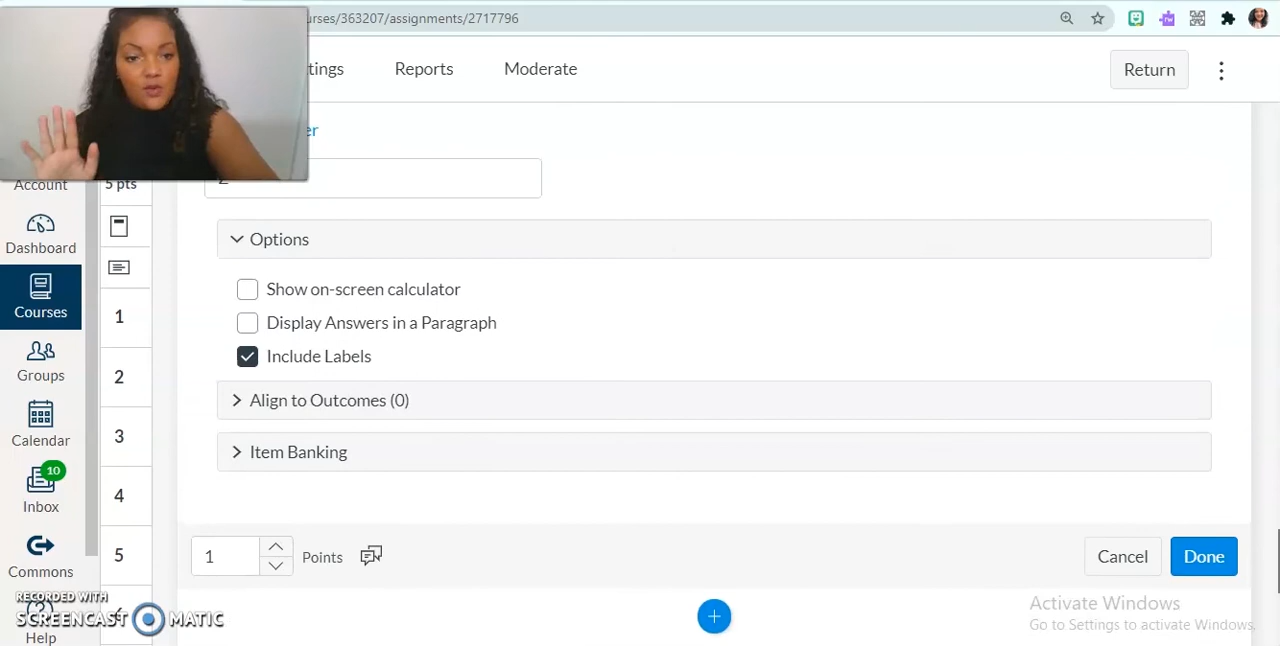 urses/363207/assignments/2717796
tings
Reports
Moderate
Return
er
Account
5 pts
Dashboard
Options
Show on-screen calculator
Courses
1
Display Answers in a Paragraph
Include Labels
Groups
2
Align to Outcomes (0)
Calendar
3
Item Banking
10
Inbox
4
Commons
5
1
Points
Cancel
Done
RECORDED WITH
SCREENCAST MATIC
Help
+
Activate Windows
Go to Settings to activate Windows.